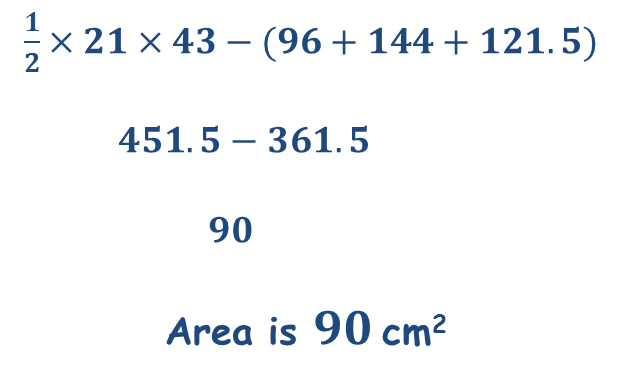 ½ × 21 × 43 − (96 + 144 + 121.5)
451.5 − 361.5
90
Area is 90 cm²